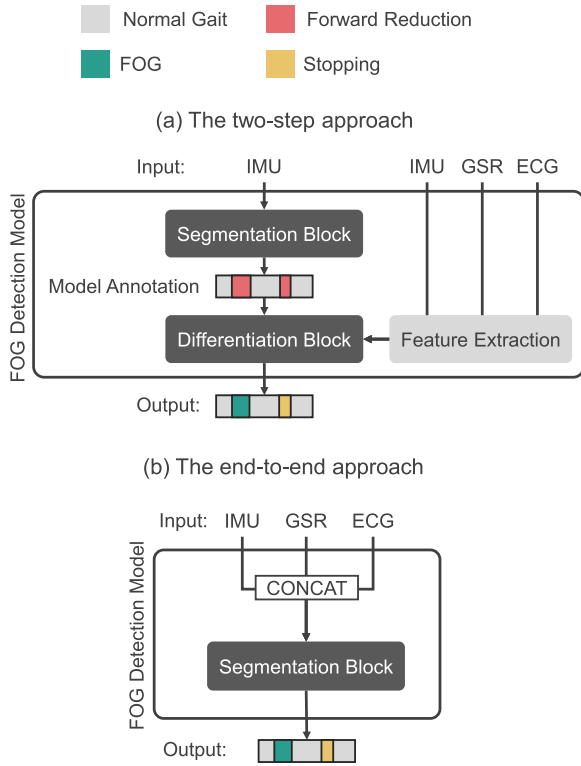 Normal Gait Forward Reduction
FOG Stopping
(a) The two-step approach
Input: IMU IMU GSR ECG
FOG Detection Model
Segmentation Block
Model Annotation
Differentiation Block Feature Extraction
Output:
(b) The end-to-end approach
Input: IMU GSR ECG
FOG Detection Model
CONCAT
Segmentation Block
Output: